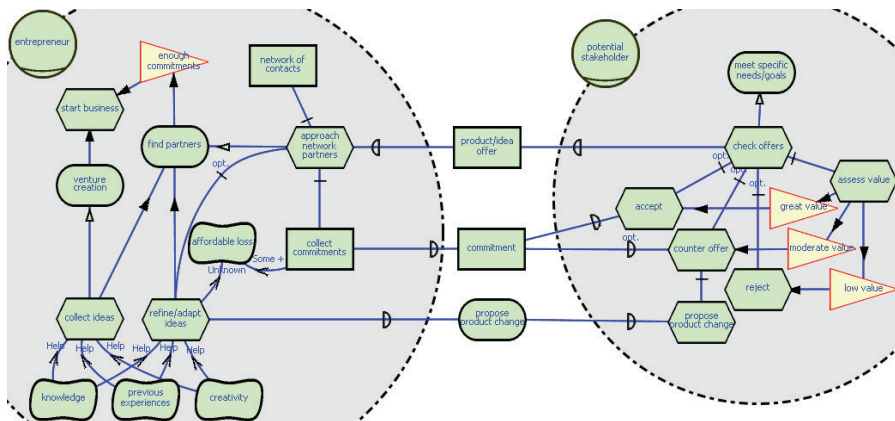 entrepreneur
enough
commitments
network of
contacts
start business
find partners
approach
network
partners
opt.
venture
creation
affordable loss
Unknown
Some +
collect
commitments
collect ideas
refine/adapt
ideas
Help
Help
Help
Help
Help
knowledge
previous
experiences
creativity
product/idea
offer
commitment
propose
product change
potential
stakeholder
meet specific
needs/goals
check offers
opt.
opt.
opt.
assess value
accept
great value
opt.
counter offer
moderate value
reject
low value
propose
product change